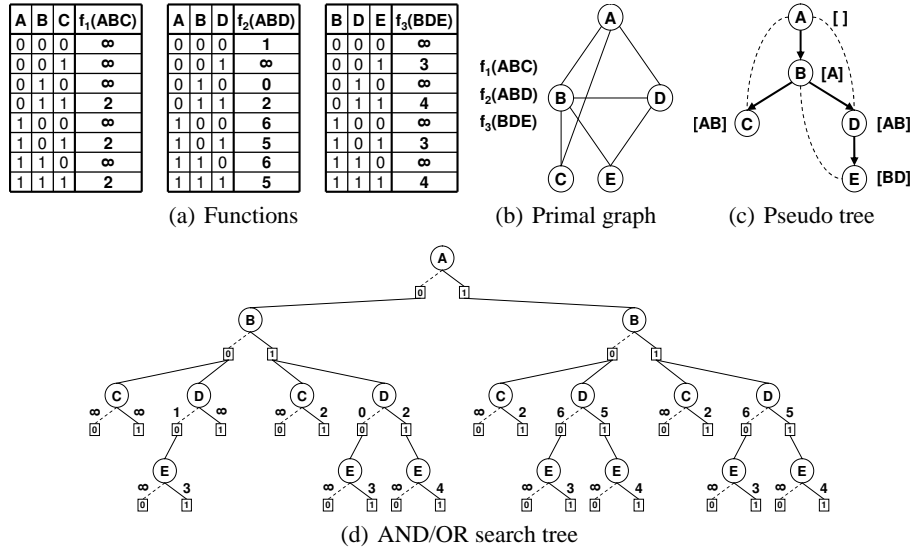 A B C f₁(ABC)
0 0 0 ∞
0 0 1 ∞
0 1 0 ∞
0 1 1 2
1 0 0 ∞
1 0 1 2
1 1 0 ∞
1 1 1 2
A B D f₂(ABD)
0 0 0 1
0 0 1 ∞
0 1 0 0
0 1 1 2
1 0 0 6
1 0 1 5
1 1 0 6
1 1 1 5
B D E f₃(BDE)
0 0 0 ∞
0 0 1 3
0 1 0 ∞
0 1 1 4
1 0 0 ∞
1 0 1 3
1 1 0 ∞
1 1 1 4
(a) Functions
A
f₁(ABC)
f₂(ABD)
f₃(BDE)
B D
C E
(b) Primal graph
A [ ]
B [A]
[AB] C D [AB]
E [BD]
(c) Pseudo tree
A
0 1
B B
0 1 0 1
C D C D C D C D
∞ ∞ 1 ∞ ∞ 2 0 2 ∞ 2 6 5 ∞ 2 6 5
0 1 0 1 0 1 0 1 0 1 0 1 0 1 0 1
E E E E E E E
∞ 3 ∞ 3 ∞ 4 ∞ 3 ∞ 4 ∞ 3 ∞ 4
0 1 0 1 0 1 0 1 0 1 0 1 0 1
(d) AND/OR search tree